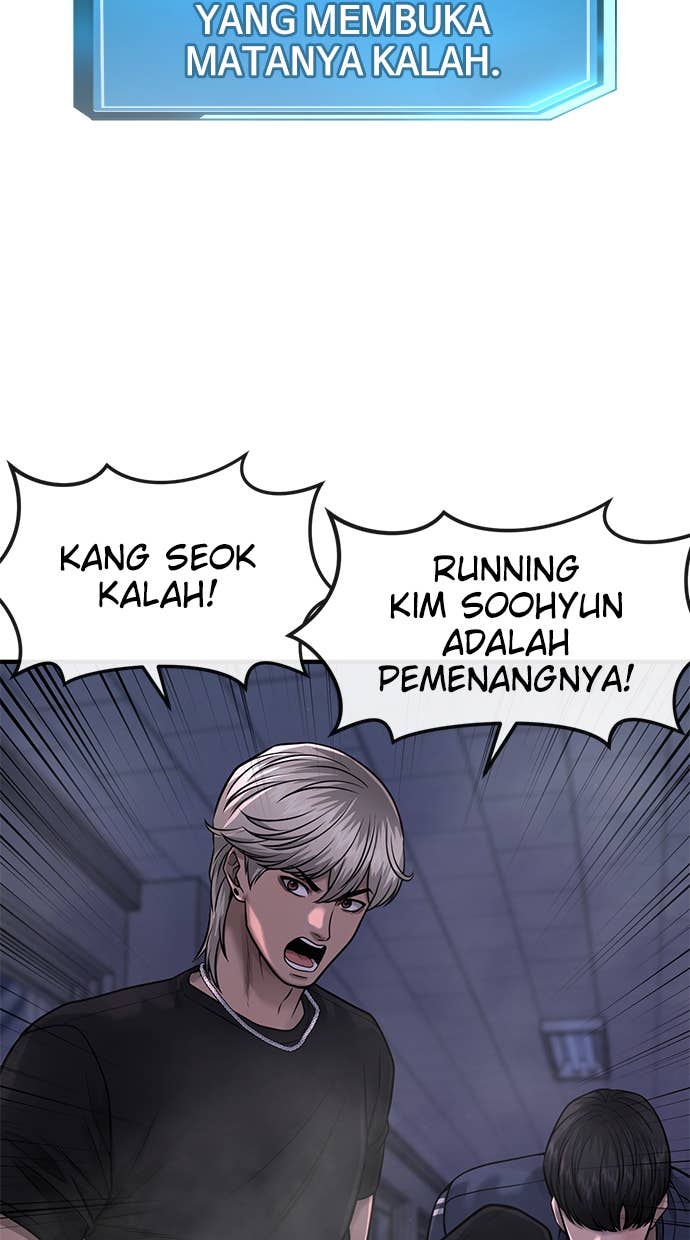 YANG MEMBUKA
MATANYA KALAH.
KANG SEOK
KALAH!
RUNNING
KIM SOOHYUN
ADALAH
PEMENANGNYA!